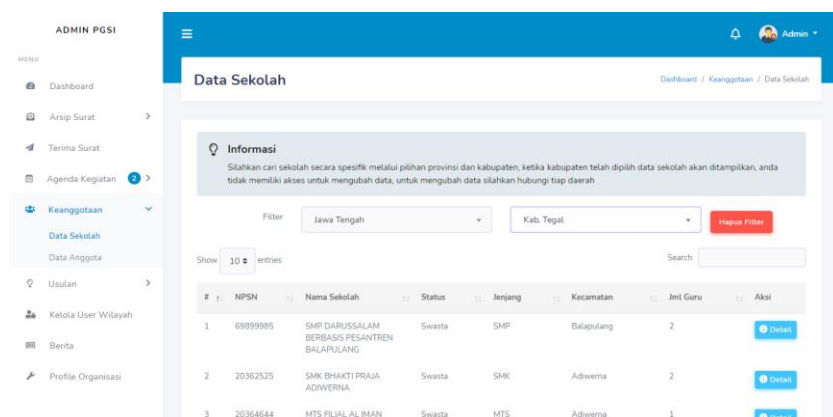 ADMIN PGSI
Admin
MENU
Dashboard
Arsip Surat
Terima Surat
Agenda Kegiatan 2
Keanggotaan
Data Sekolah
Data Anggota
Usulan
Kelola User Wilayah
Berita
Profile Organisasi
Data Sekolah
Dashboard / Keanggotaan / Data Sekolah
Informasi
Silahkan cari sekolah secara spesifik melalui pilihan provinsi dan kabupaten, ketika kabupaten telah dipilih data sekolah akan ditampilkan, anda
tidak memiliki akses untuk mengubah data, untuk mengubah data silahkan hubungi tiap daerah
Filter Jawa Tengah Kab. Tegal Hapus Filter
Show 10 entries Search:
# NPSN Nama Sekolah Status Jenjang Kecamatan Jml Guru Aksi
1 69899985 SMP DARUSSALAM Swasta SMP Balapulang 2 Detail
BERBASIS PESANTREN
BALAPULANG
2 20362525 SMK BHAKTI PRAJA Swasta SMK Adiwerna 2 Detail
ADIWERNA
3 20364644 MTS FILIAL AL IMAN Swasta MTS Adiwerna 1 Detail